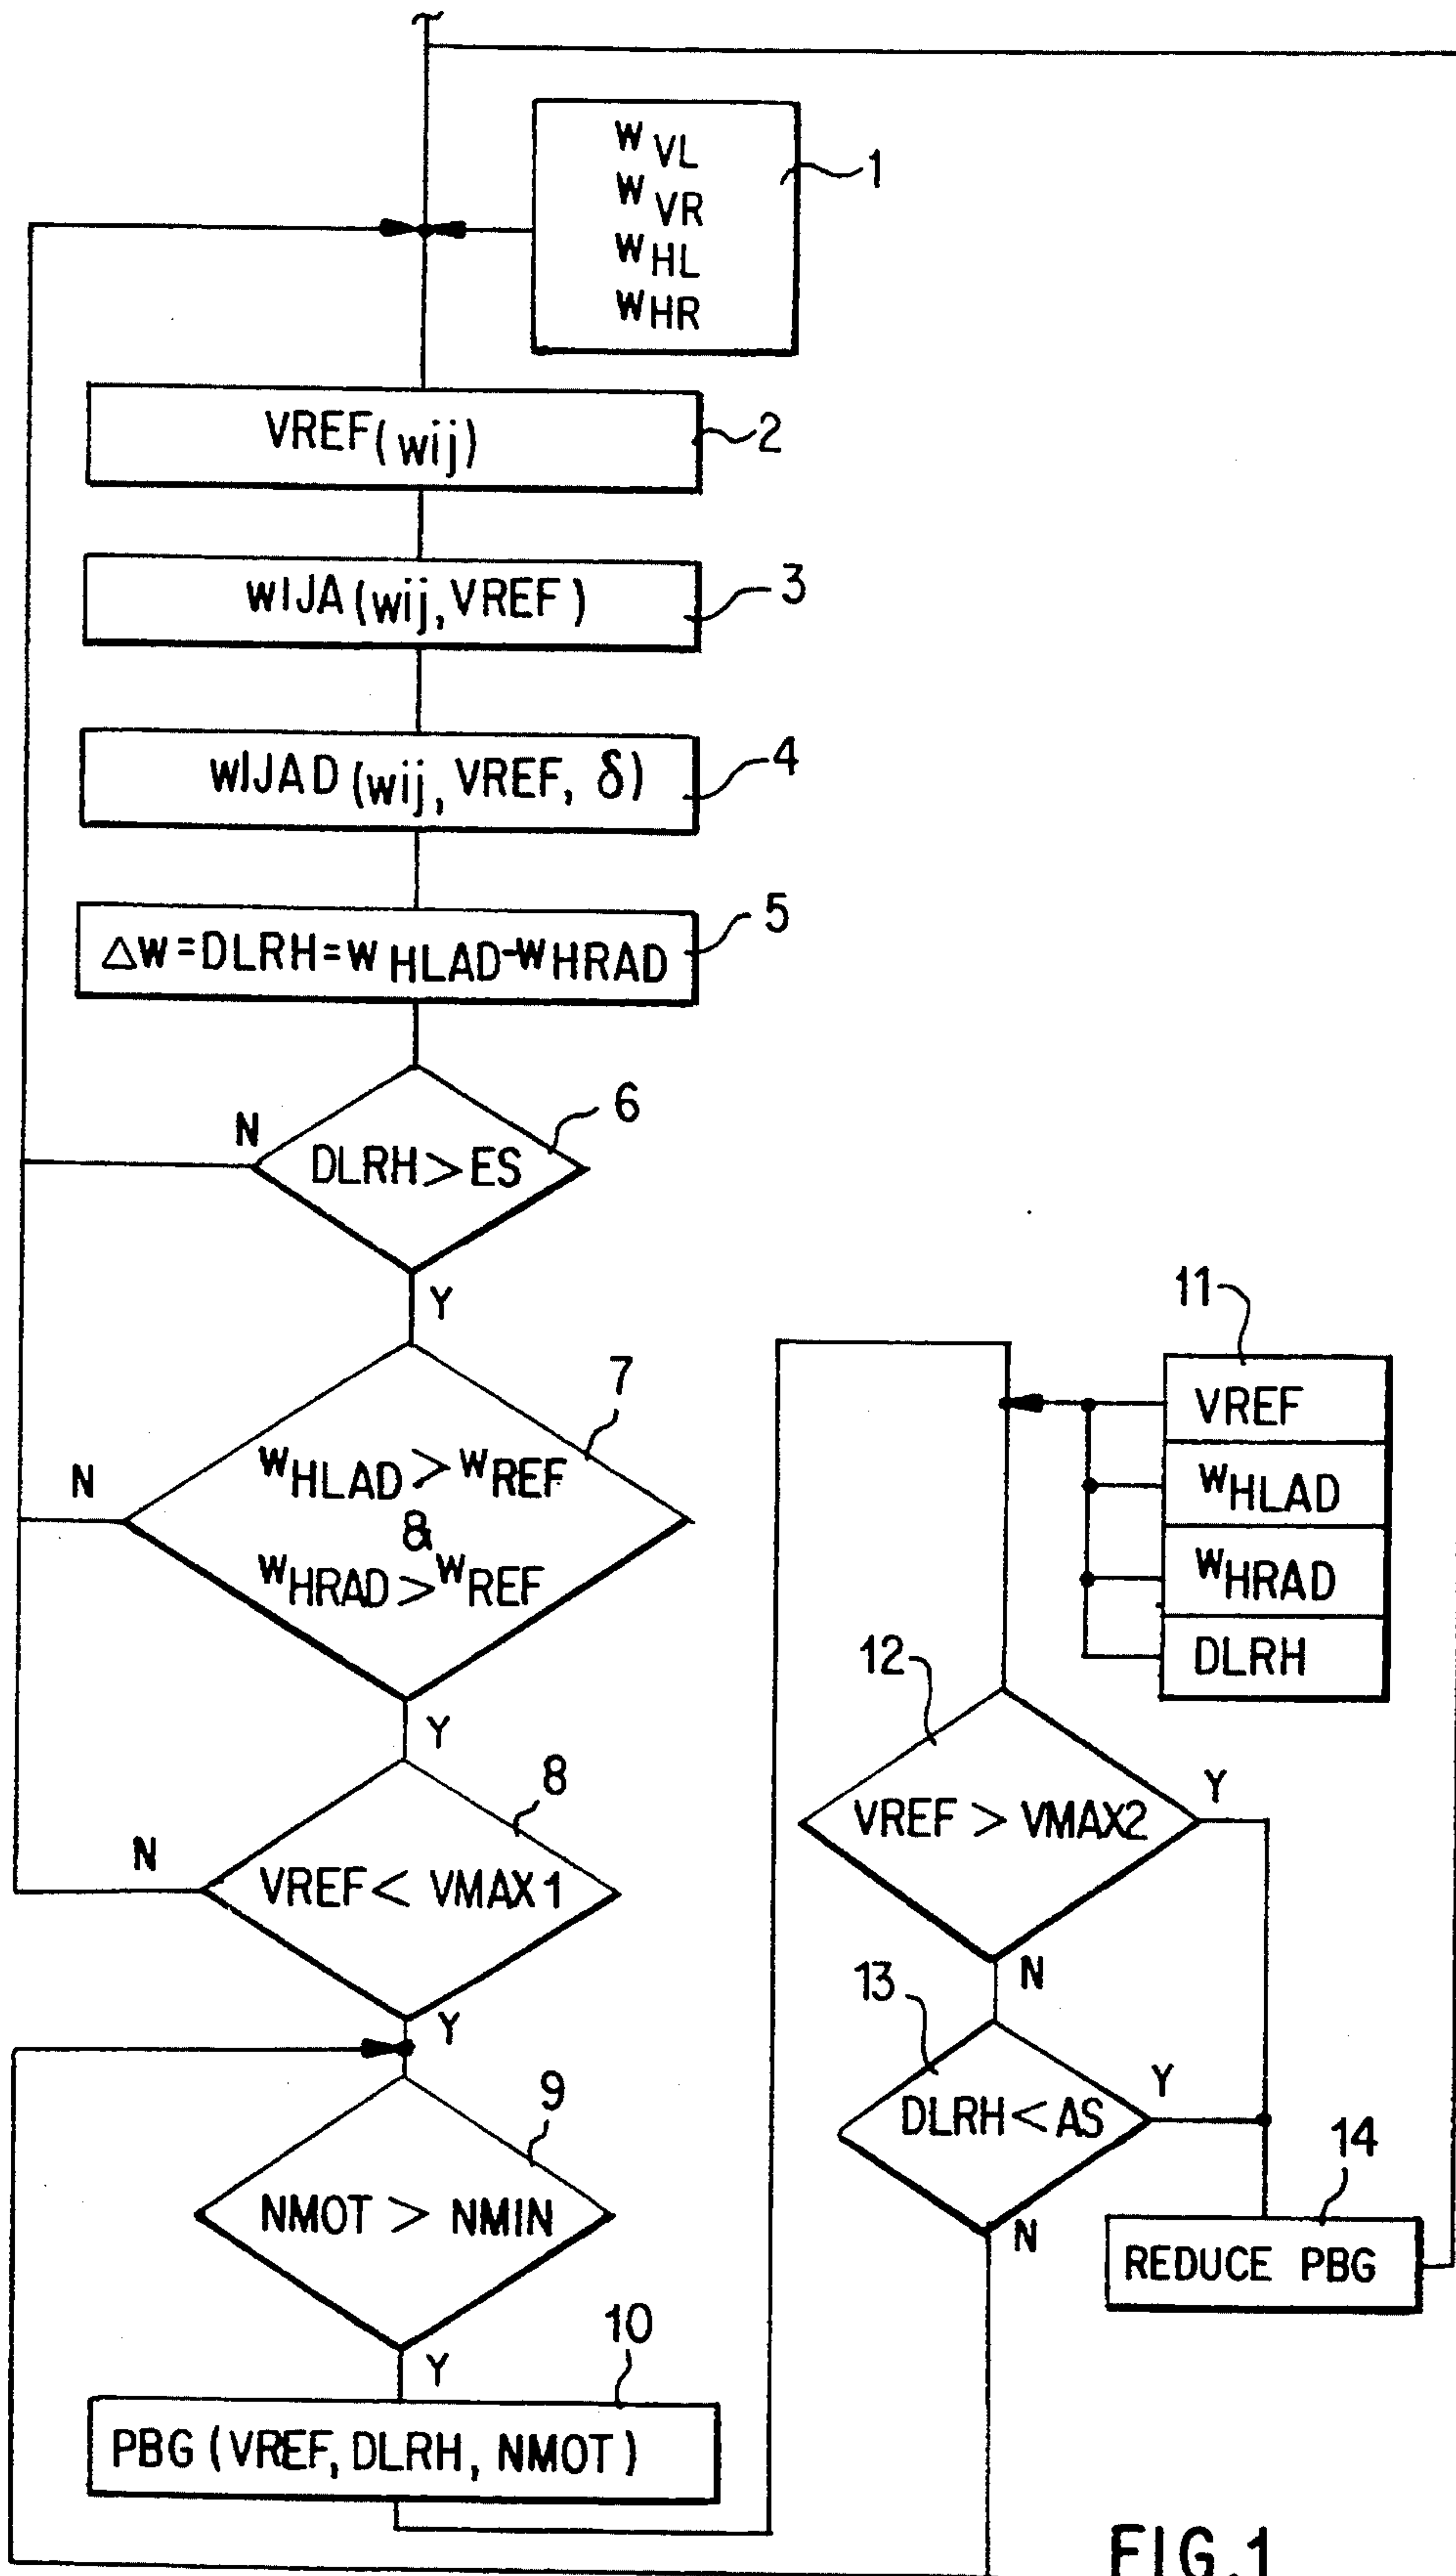 wVL
wVR
wHL
wHR
1
VREF(wij)
2
wIJA(wij,VREF)
3
wIJAD(wij,VREF, δ)
4
△w=DLRH=wHLAD-wHRAD
5
DLRH>ES
6
N
Y
wHLAD>wREF
&
wHRAD>wREF
7
N
Y
VREF< VMAX1
8
N
Y
NMOT > NMIN
9
Y
PBG(VREF,DLRH, NMOT)
10
11
VREF
wHLAD
wHRAD
DLRH
12
VREF > VMAX2
Y
N
13
DLRH<AS
Y
N
14
REDUCE PBG
FIG.1